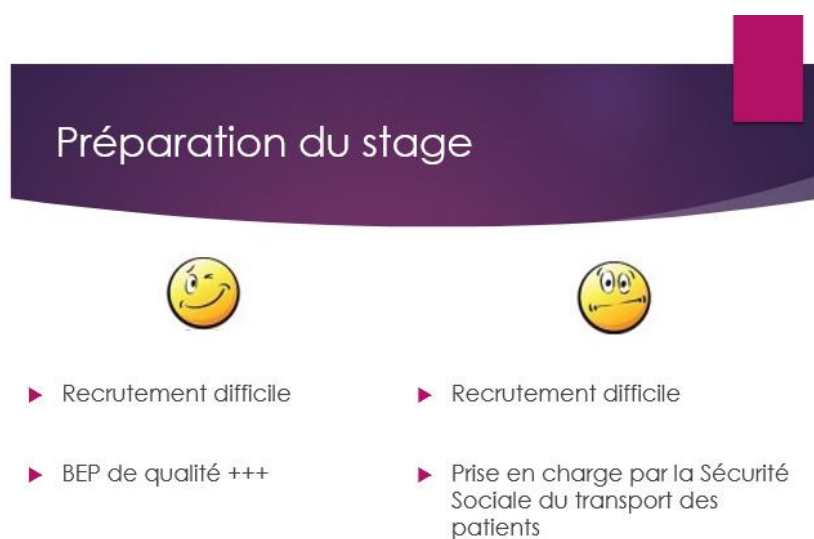 Préparation du stage
Recrutement difficile
BEP de qualité +++
Recrutement difficile
Prise en charge par la Sécurité
Sociale du transport des
patients